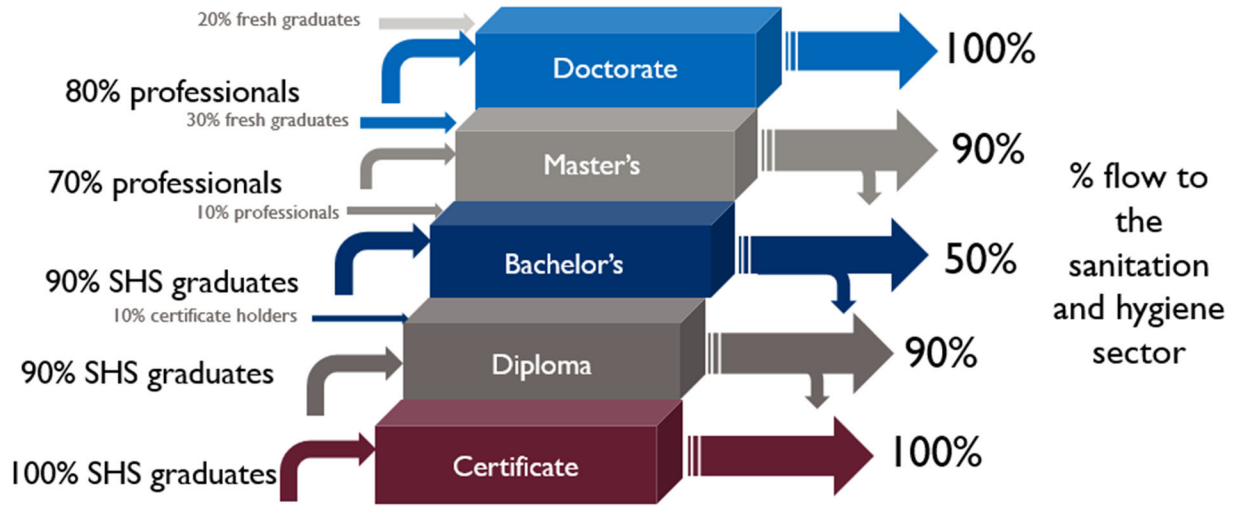 20% fresh graduates
Doctorate
100%
80% professionals
30% fresh graduates
Master's
90%
70% professionals
10% professionals
Bachelor's
50%
90% SHS graduates
10% certificate holders
Diploma
90%
90% SHS graduates
Certificate
100%
100% SHS graduates
% flow to
the
sanitation
and hygiene
sector